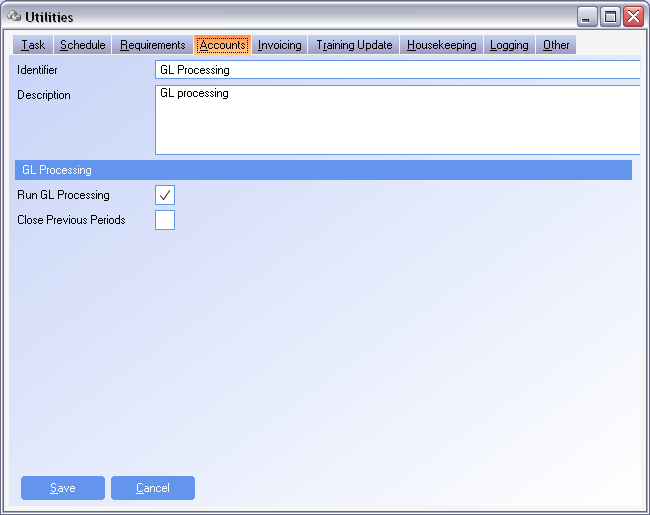 Utilities
Task Schedule Requirements Accounts Invoicing Training Update Housekeeping Logging Other
Identifier GL Processing
Description GL processing
GL Processing
Run GL Processing
Close Previous Periods
Save Cancel